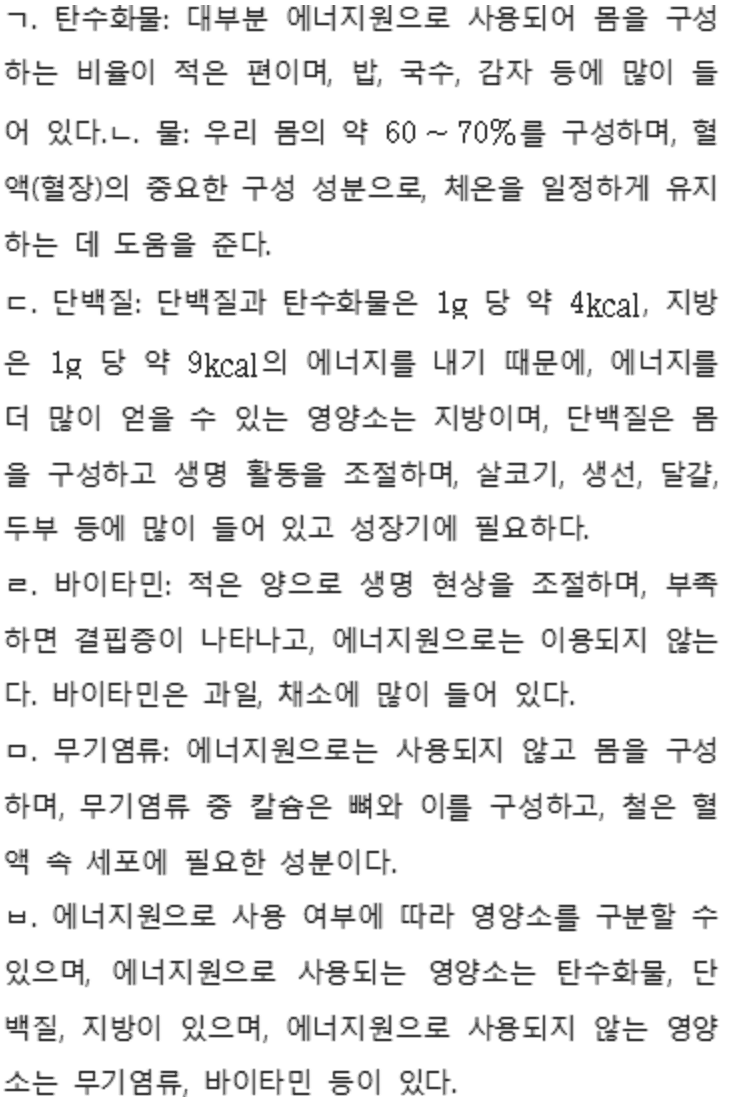 ㄱ. 탄수화물: 대부분 에너지원으로 사용되어 몸을 구성
하는 비율이 적은 편이며, 밥, 국수, 감자 등에 많이 들
어 있다.ㄴ. 물: 우리 몸의 약 60 ~ 70%를 구성하며, 혈
액(혈장)의 중요한 구성 성분으로, 체온을 일정하게 유지
하는 데 도움을 준다.
ㄷ. 단백질: 단백질과 탄수화물은 1g 당 약 4kcal, 지방
은 1g 당 약 9kcal의 에너지를 내기 때문에, 에너지를
더 많이 얻을 수 있는 영양소는 지방이며, 단백질은 몸
을 구성하고 생명 활동을 조절하며, 살코기, 생선, 달걀,
두부 등에 많이 들어 있고 성장기에 필요하다.
ㄹ. 바이타민: 적은 양으로 생명 현상을 조절하며, 부족
하면 결핍증이 나타나고, 에너지원으로는 이용되지 않는
다. 바이타민은 과일, 채소에 많이 들어 있다.
ㅁ. 무기염류: 에너지원으로는 사용되지 않고 몸을 구성
하며, 무기염류 중 칼슘은 뼈와 이를 구성하고, 철은 혈
액 속 세포에 필요한 성분이다.
ㅂ. 에너지원으로 사용 여부에 따라 영양소를 구분할 수
있으며, 에너지원으로 사용되는 영양소는 탄수화물, 단
백질, 지방이 있으며, 에너지원으로 사용되지 않는 영양
소는 무기염류, 바이타민 등이 있다.